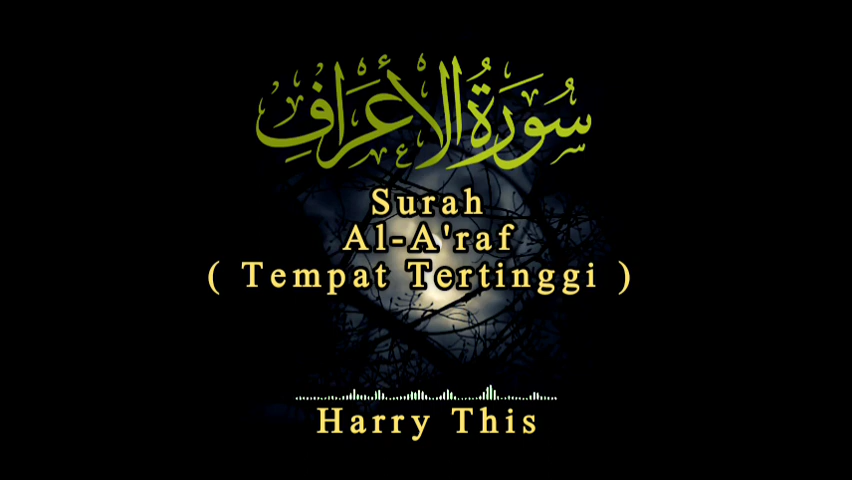 سُورَةُ الأَعْرَافِ
Surah
Al-A'raf
( Tempat Tertinggi )
Harry This